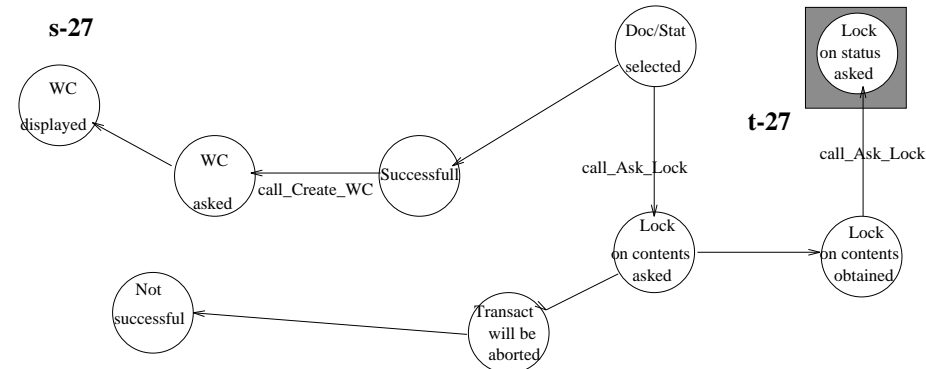 s-27
Doc/Stat
selected
Lock
on status
asked
t-27
WC
displayed
WC
asked
call_Create_WC
Successfull
call_Ask_Lock
call_Ask_Lock
Lock
on contents
asked
Lock
on contents
obtained
Not
successful
Transact
will be
aborted